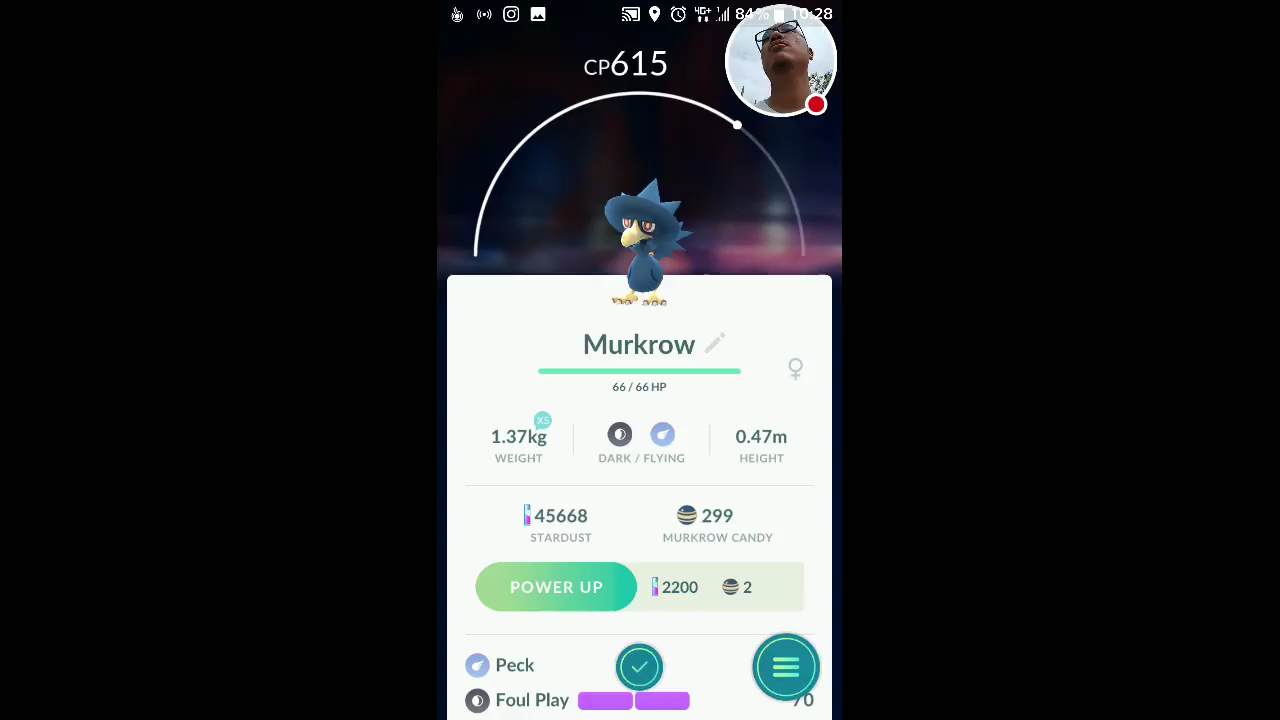 4G+ 84% 10:28
CP615
Murkrow
66 / 66 HP
XS
1.37kg
WEIGHT
DARK / FLYING
0.47m
HEIGHT
45668
STARDUST
299
MURKROW CANDY
POWER UP 2200 2
Peck
Foul Play 70